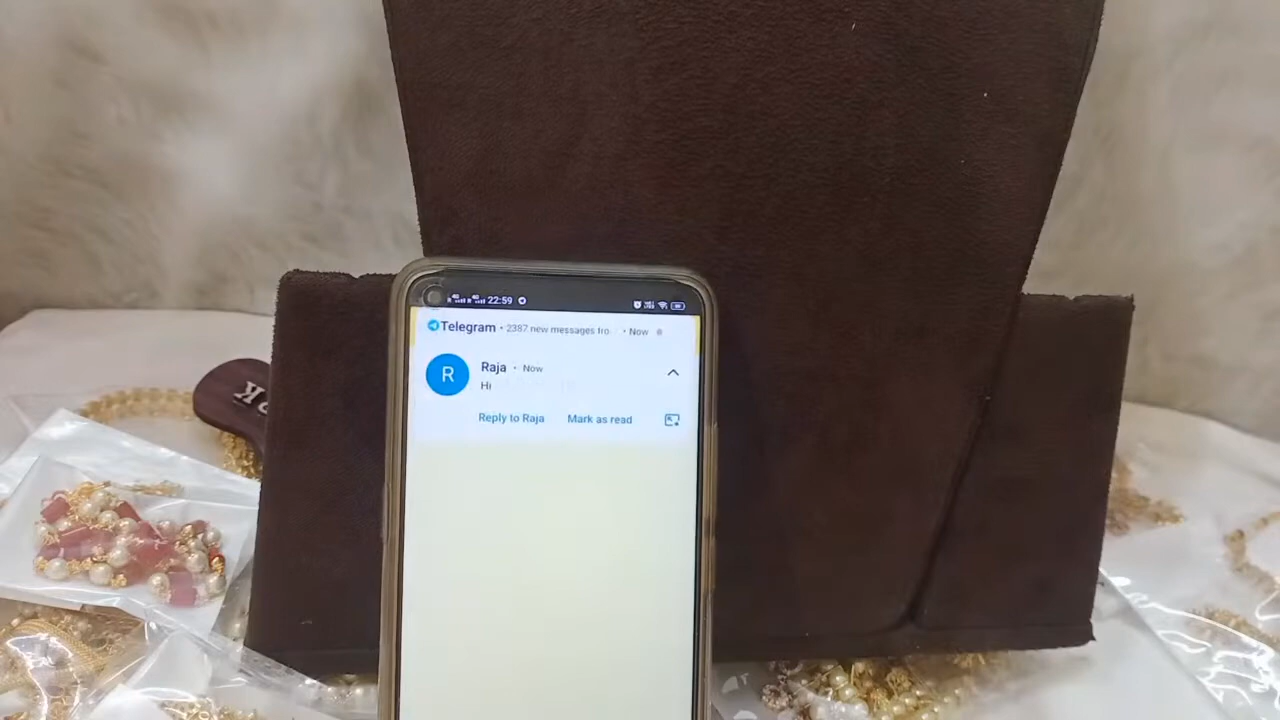 22:59
Telegram • 2387 new messages fro • Now
R
Raja • Now
Hi
Reply to Raja Mark as read